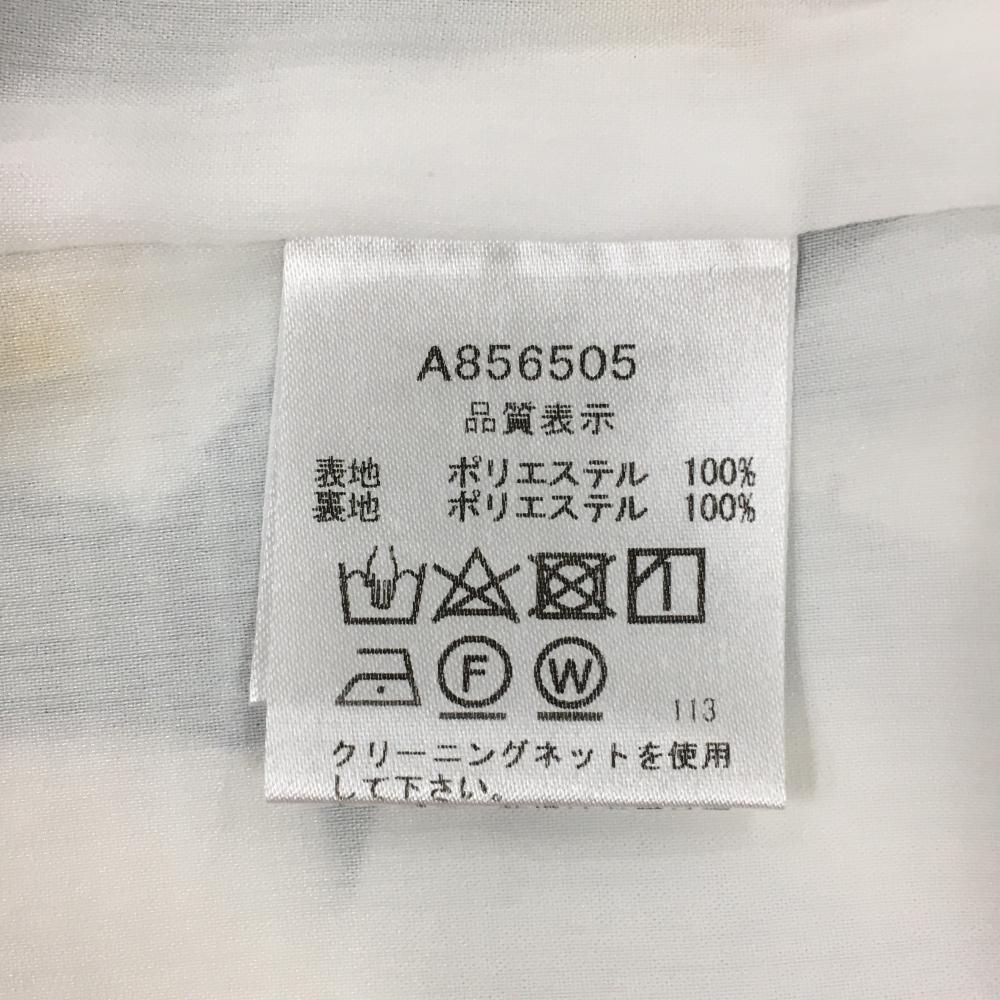 A856505
品質表示
表地 ポリエステル 100%
裏地 ポリエステル 100%
F W 113
クリーニングネットを使用
して下さい。